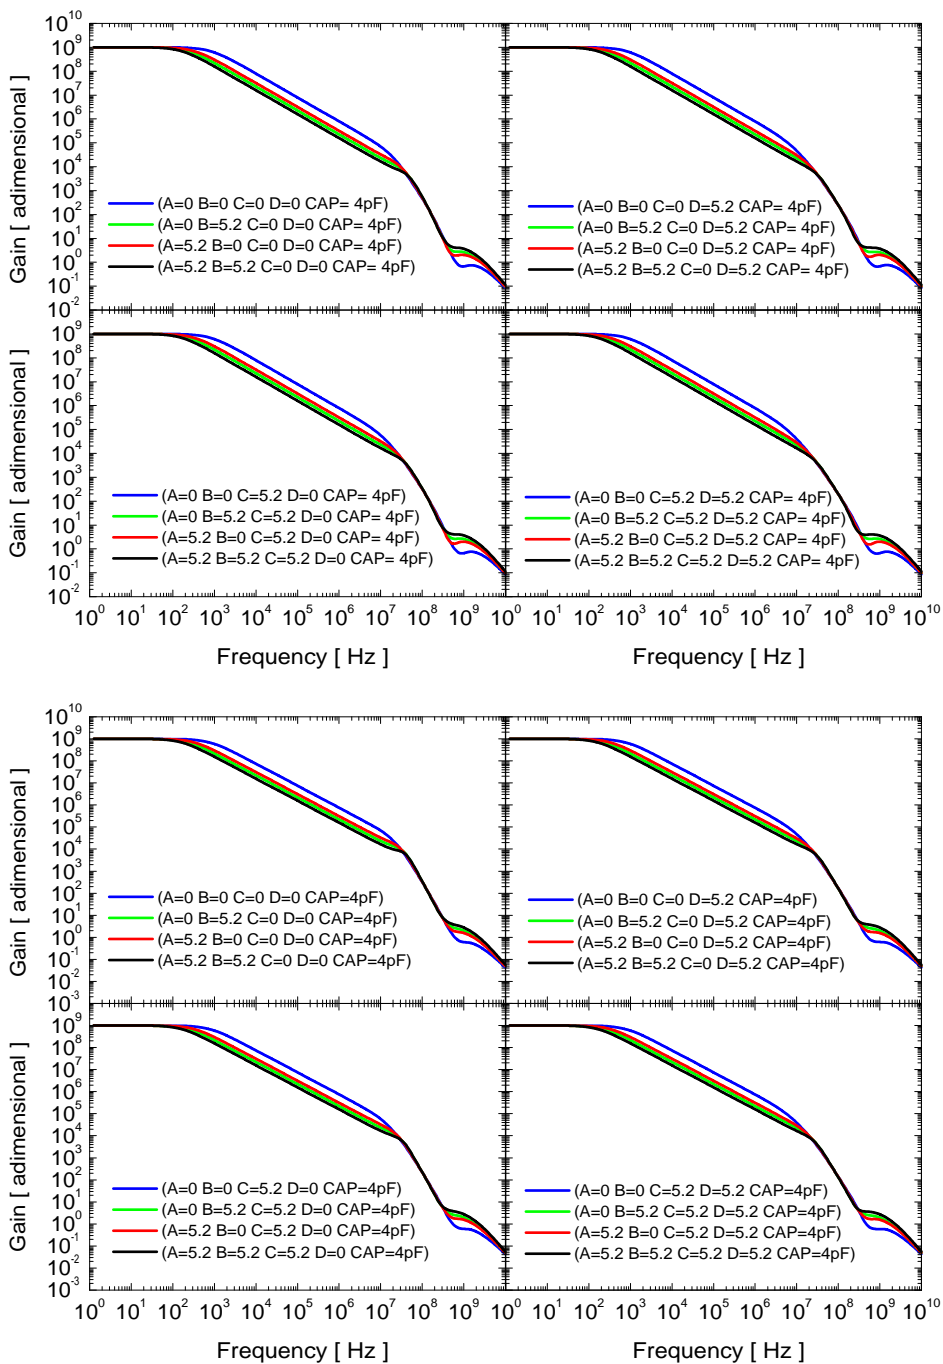 10^10
10^9
10^8
10^7
10^6
10^5
10^4
10^3
10^2
10^1
10^0
10^-1
10^-2
Gain [ adimensional ]
(A=0 B=0 C=0 D=0 CAP= 4pF)
(A=0 B=5.2 C=0 D=0 CAP= 4pF)
(A=5.2 B=0 C=0 D=0 CAP= 4pF)
(A=5.2 B=5.2 C=0 D=0 CAP= 4pF)
(A=0 B=0 C=0 D=5.2 CAP= 4pF)
(A=0 B=5.2 C=0 D=5.2 CAP= 4pF)
(A=5.2 B=0 C=0 D=5.2 CAP= 4pF)
(A=5.2 B=5.2 C=0 D=5.2 CAP= 4pF)
10^9
10^8
10^7
10^6
10^5
10^4
10^3
10^2
10^1
10^0
10^-1
10^-2
Gain [ adimensional ]
(A=0 B=0 C=5.2 D=0 CAP= 4pF)
(A=0 B=5.2 C=5.2 D=0 CAP= 4pF)
(A=5.2 B=0 C=5.2 D=0 CAP= 4pF)
(A=5.2 B=5.2 C=5.2 D=0 CAP= 4pF)
(A=0 B=0 C=5.2 D=5.2 CAP= 4pF)
(A=0 B=5.2 C=5.2 D=5.2 CAP= 4pF)
(A=5.2 B=0 C=5.2 D=5.2 CAP= 4pF)
(A=5.2 B=5.2 C=5.2 D=5.2 CAP= 4pF)
10^0 10^1 10^2 10^3 10^4 10^5 10^6 10^7 10^8 10^9 10^0 10^1 10^2 10^3 10^4 10^5 10^6 10^7 10^8 10^9 10^10
Frequency [ Hz ] Frequency [ Hz ]
10^10
10^9
10^8
10^7
10^6
10^5
10^4
10^3
10^2
10^1
10^0
10^-1
10^-2
10^-3
Gain [ adimensional ]
(A=0 B=0 C=0 D=0 CAP=4pF)
(A=0 B=5.2 C=0 D=0 CAP=4pF)
(A=5.2 B=0 C=0 D=0 CAP=4pF)
(A=5.2 B=5.2 C=0 D=0 CAP=4pF)
(A=0 B=0 C=0 D=5.2 CAP=4pF)
(A=0 B=5.2 C=0 D=5.2 CAP=4pF)
(A=5.2 B=0 C=0 D=5.2 CAP=4pF)
(A=5.2 B=5.2 C=0 D=5.2 CAP=4pF)
10^9
10^8
10^7
10^6
10^5
10^4
10^3
10^2
10^1
10^0
10^-1
10^-2
10^-3
Gain [ adimensional ]
(A=0 B=0 C=5.2 D=0 CAP=4pF)
(A=0 B=5.2 C=5.2 D=0 CAP=4pF)
(A=5.2 B=0 C=5.2 D=0 CAP=4pF)
(A=5.2 B=5.2 C=5.2 D=0 CAP=4pF)
(A=0 B=0 C=5.2 D=5.2 CAP=4pF)
(A=0 B=5.2 C=5.2 D=5.2 CAP=4pF)
(A=5.2 B=0 C=5.2 D=5.2 CAP=4pF)
(A=5.2 B=5.2 C=5.2 D=5.2 CAP=4pF)
10^0 10^1 10^2 10^3 10^4 10^5 10^6 10^7 10^8 10^9 10^0 10^1 10^2 10^3 10^4 10^5 10^6 10^7 10^8 10^9 10^10
Frequency [ Hz ] Frequency [ Hz ]